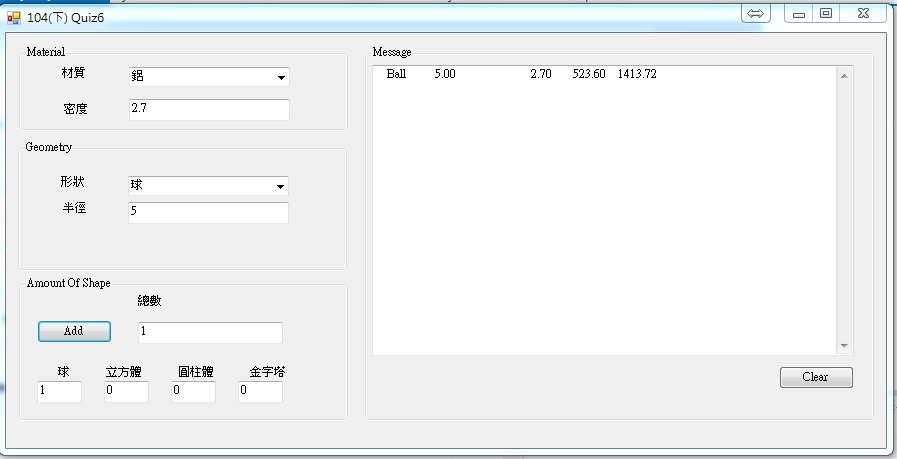 104(下) Quiz6
Material
材質 鋁
密度 2.7
Geometry
形狀 球
半徑 5
Amount Of Shape
總數
Add 1
球 立方體 圓柱體 金字塔
1 0 0 0
Message
Ball 5.00 2.70 523.60 1413.72
Clear